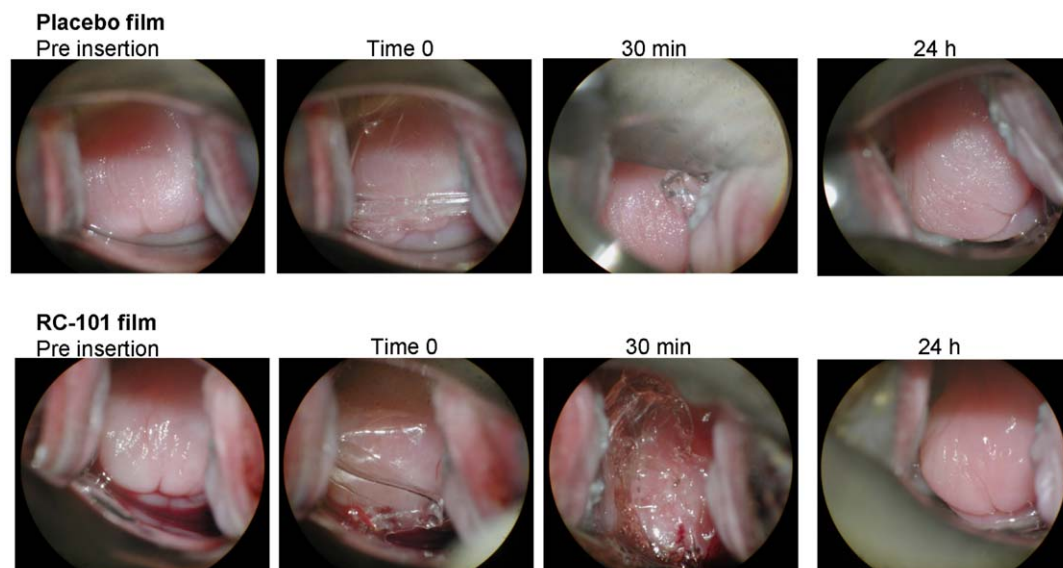 Placebo film
Pre insertion Time 0 30 min 24 h
RC-101 film
Pre insertion Time 0 30 min 24 h